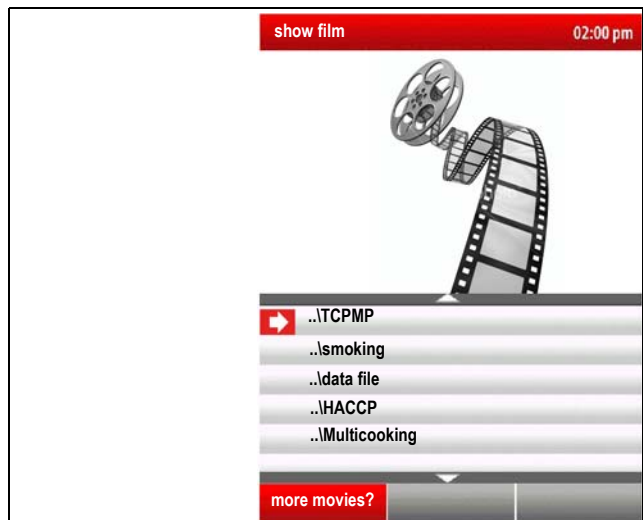 show film 02:00 pm
..\TCPMP
..\smoking
..\data file
..\HACCP
..\Multicooking
more movies?